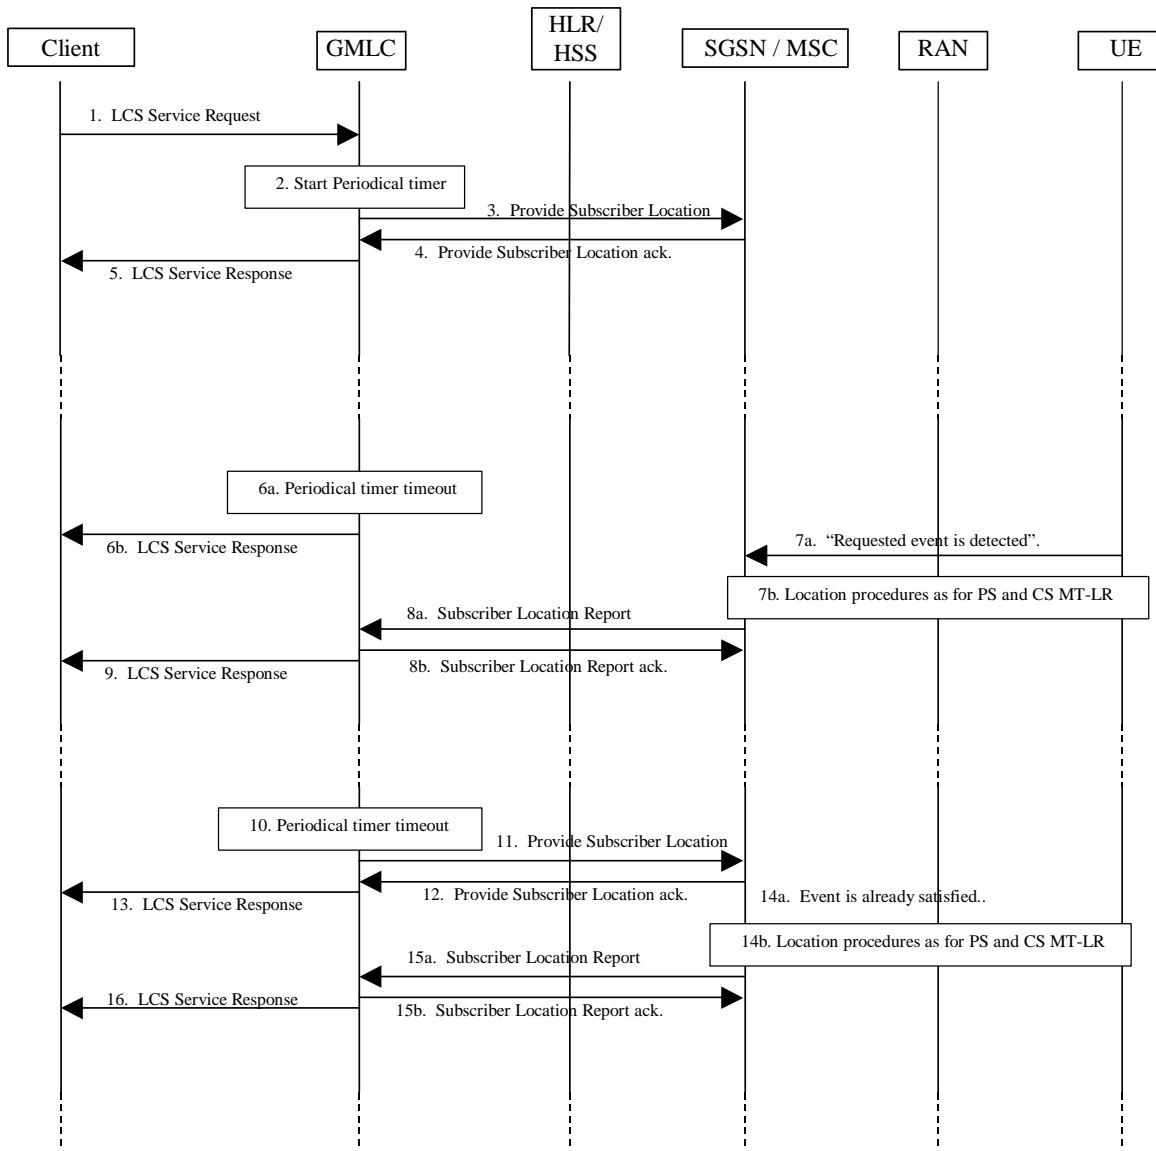 Client
GMLC
HLR/
HSS
SGSN / MSC
RAN
UE
1. LCS Service Request
2. Start Periodical timer
3. Provide Subscriber Location
4. Provide Subscriber Location ack.
5. LCS Service Response
6a. Periodical timer timeout
6b. LCS Service Response
7a. “Requested event is detected”.
7b. Location procedures as for PS and CS MT-LR
8a. Subscriber Location Report
8b. Subscriber Location Report ack.
9. LCS Service Response
10. Periodical timer timeout
11. Provide Subscriber Location
12. Provide Subscriber Location ack.
13. LCS Service Response
14a. Event is already satisfied..
14b. Location procedures as for PS and CS MT-LR
15a. Subscriber Location Report
16. LCS Service Response
15b. Subscriber Location Report ack.